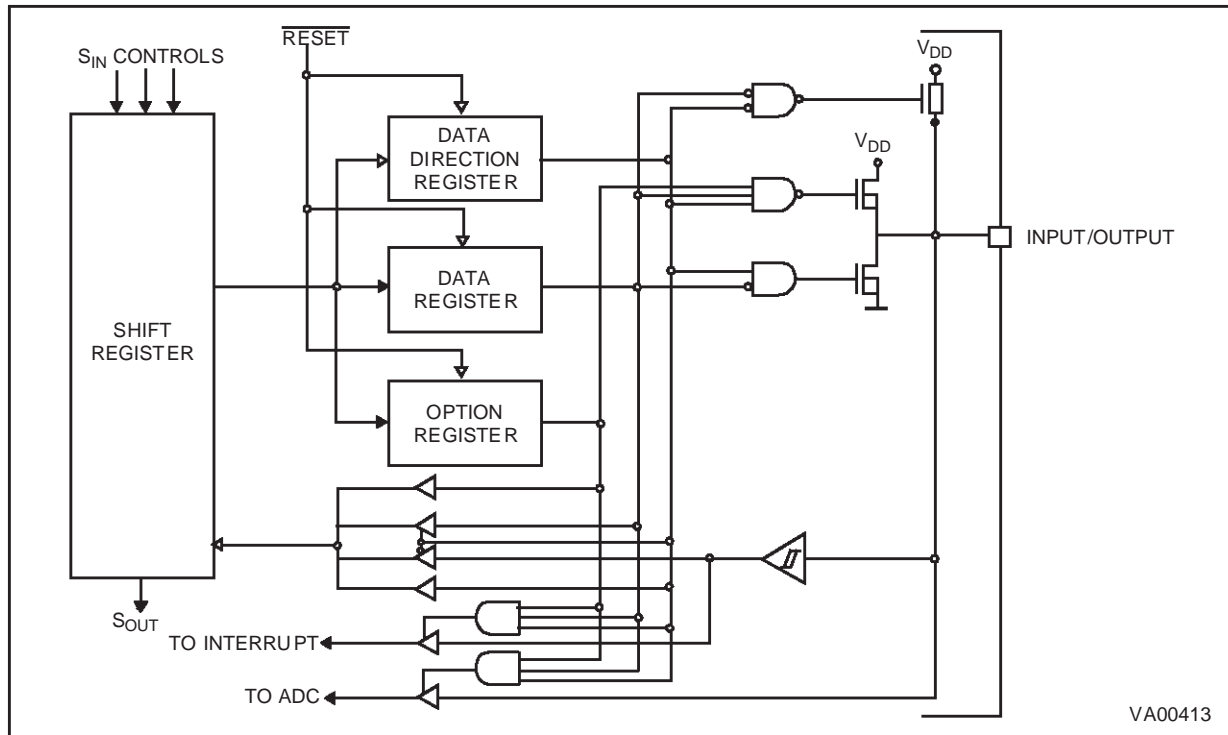 S_IN CONTROLS
RESET
V_DD
DATA
DIRECTION
REGISTER
V_DD
INPUT/OUTPUT
DATA
REGISTER
SHIFT
REGISTER
OPTION
REGISTER
S_OUT
TO INTERRUPT
TO ADC
VA00413